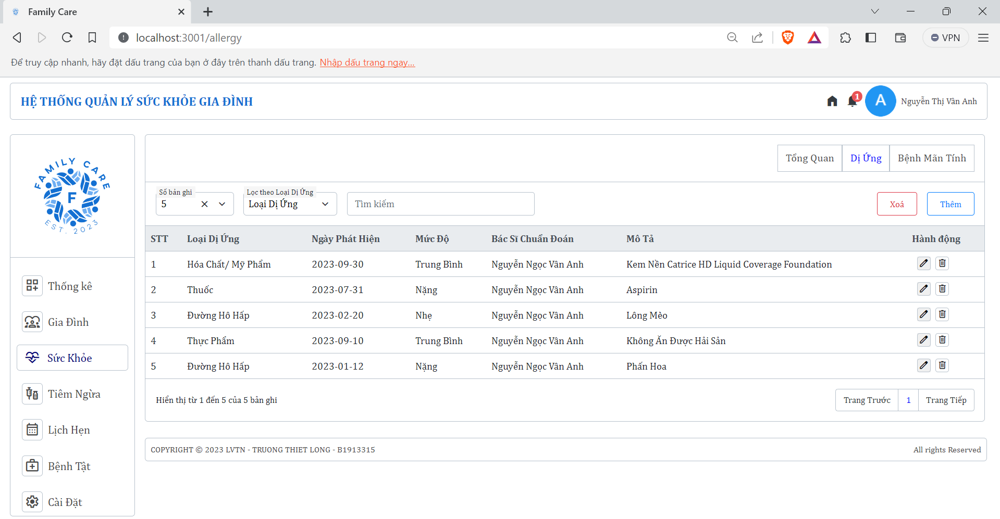 Family Care
localhost:3001/allergy
VPN
Để truy cập nhanh, hãy đặt dấu trang của bạn ở đây trên thanh dấu trang. Nhập dấu trang ngay...
HỆ THỐNG QUẢN LÝ SỨC KHỎE GIA ĐÌNH
1
A
Nguyễn Thị Vân Anh
FAMILY CARE
F
EST. 2023
Thống kê
Gia Đình
Sức Khỏe
Tiêm Ngừa
Lịch Hẹn
Bệnh Tật
Cài Đặt
Tổng Quan Dị Ứng Bệnh Mãn Tính
Số bản ghi
5
Lọc theo Loại Dị Ứng
Loại Dị Ứng
Tìm kiếm
Xoá
Thêm
STT Loại Dị Ứng Ngày Phát Hiện Mức Độ Bác Sĩ Chuẩn Đoán Mô Tả Hành động
1 Hóa Chất/ Mỹ Phẩm 2023-09-30 Trung Bình Nguyễn Ngọc Vân Anh Kem Nền Catrice HD Liquid Coverage Foundation
2 Thuốc 2023-07-31 Nặng Nguyễn Ngọc Vân Anh Aspirin
3 Đường Hô Hấp 2023-02-20 Nhẹ Nguyễn Ngọc Vân Anh Lông Mèo
4 Thực Phẩm 2023-09-10 Trung Bình Nguyễn Ngọc Vân Anh Không Ăn Được Hải Sản
5 Đường Hô Hấp 2023-01-12 Nặng Nguyễn Ngọc Vân Anh Phấn Hoa
Hiển thị từ 1 đến 5 của 5 bản ghi
Trang Trước 1 Trang Tiếp
COPYRIGHT © 2023 LVTN - TRUONG THIET LONG - B1913315
All rights Reserved